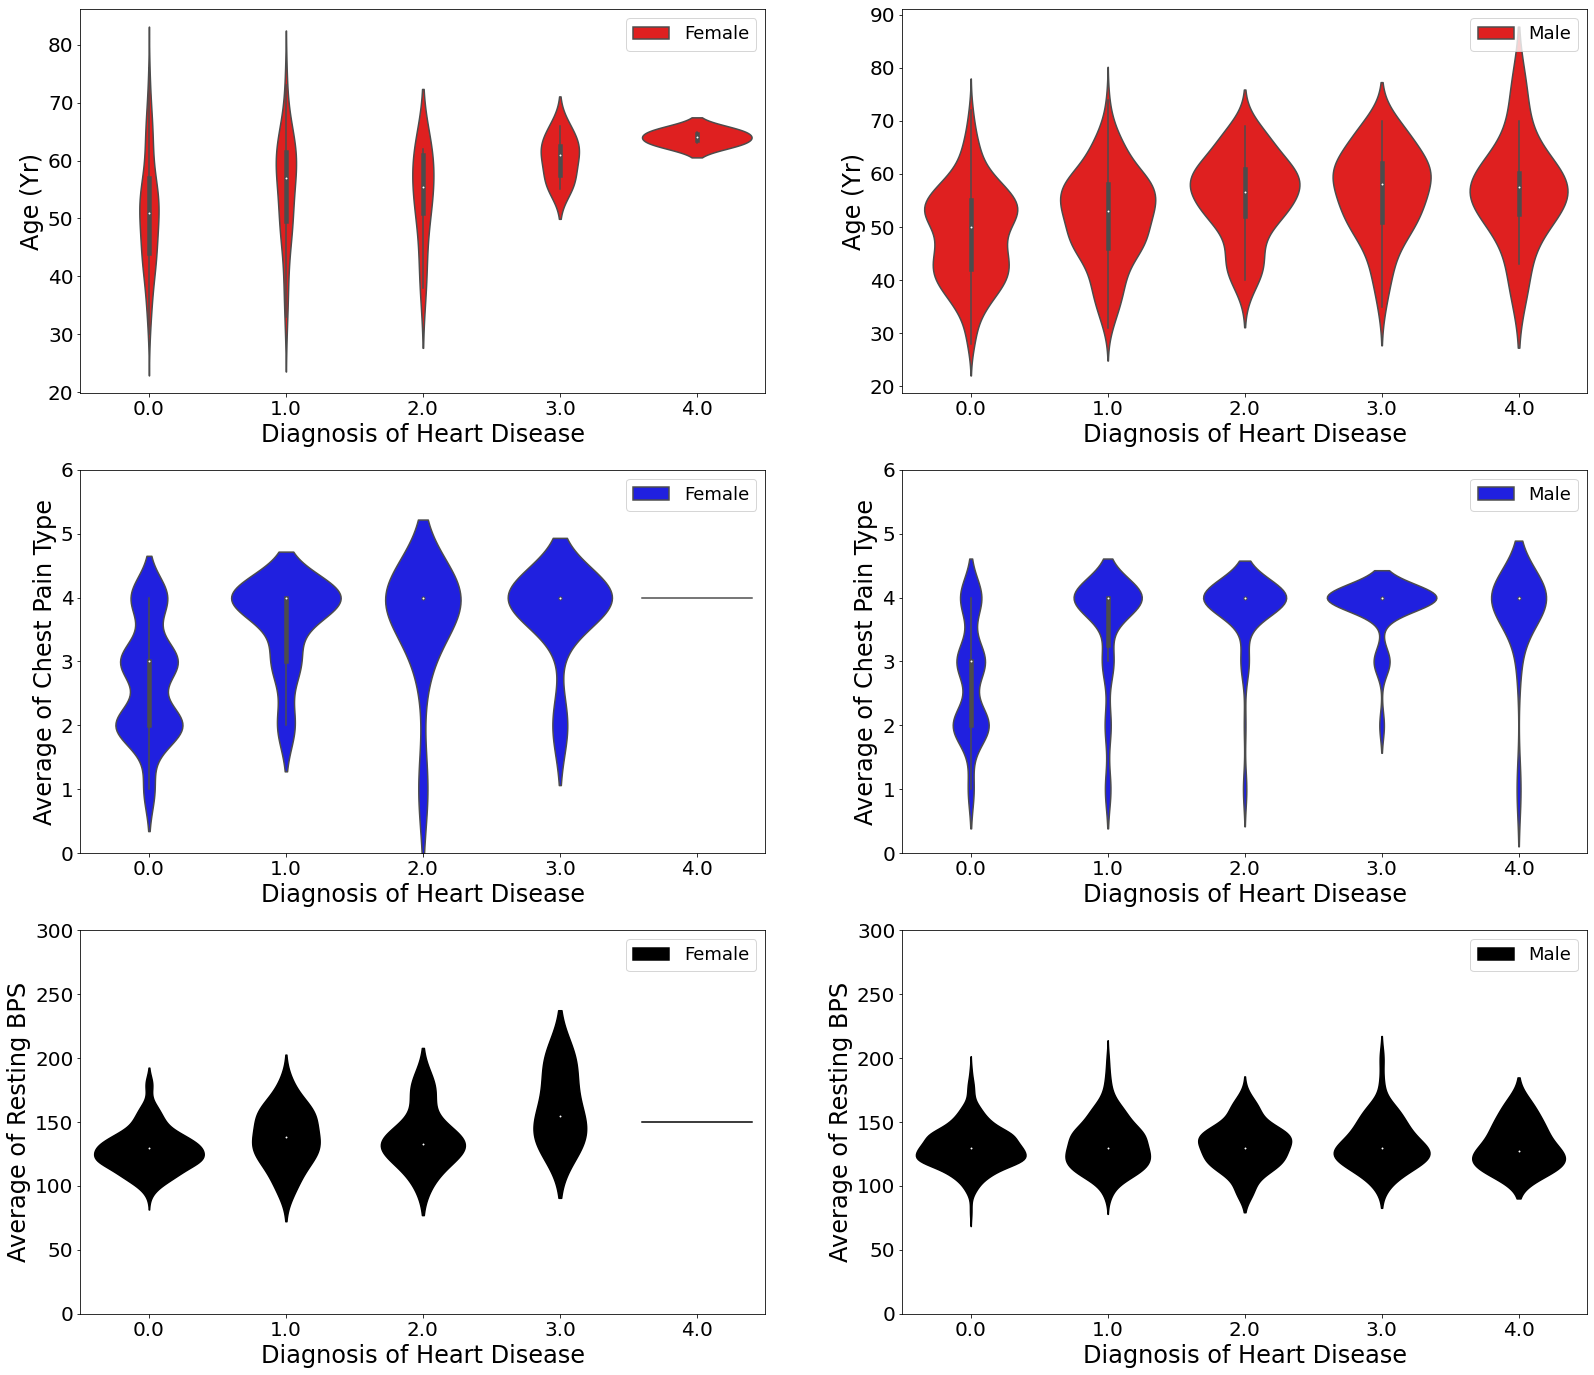 Age (Yr)
80
70
60
50
40
30
20
Female
0.0 1.0 2.0 3.0 4.0
Diagnosis of Heart Disease
Age (Yr)
90
80
70
60
50
40
30
20
Male
0.0 1.0 2.0 3.0 4.0
Diagnosis of Heart Disease
Average of Chest Pain Type
6
5
4
3
2
1
0
Female
0.0 1.0 2.0 3.0 4.0
Diagnosis of Heart Disease
Average of Chest Pain Type
6
5
4
3
2
1
0
Male
0.0 1.0 2.0 3.0 4.0
Diagnosis of Heart Disease
Average of Resting BPS
300
250
200
150
100
50
0
Female
0.0 1.0 2.0 3.0 4.0
Diagnosis of Heart Disease
Average of Resting BPS
300
250
200
150
100
50
0
Male
0.0 1.0 2.0 3.0 4.0
Diagnosis of Heart Disease